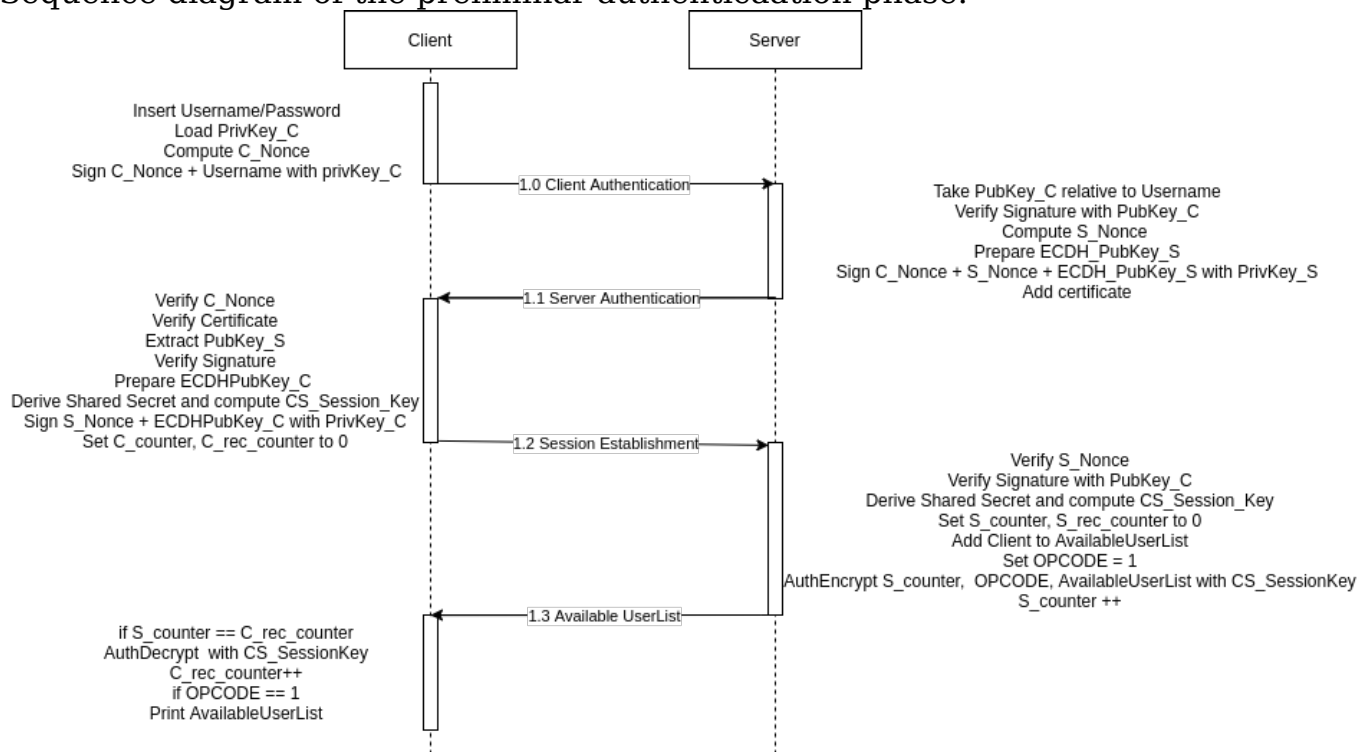 Sequence diagram of the preliminar authentication phase:
Client
Server
Insert Username/Password
Load PrivKey_C
Compute C_Nonce
Sign C_Nonce + Username with privKey_C
1.0 Client Authentication
Take PubKey_C relative to Username
Verify Signature with PubKey_C
Compute S_Nonce
Prepare ECDH_PubKey_S
Sign C_Nonce + S_Nonce + ECDH_PubKey_S with PrivKey_S
Add certificate
1.1 Server Authentication
Verify C_Nonce
Verify Certificate
Extract PubKey_S
Verify Signature
Prepare ECDHPubKey_C
Derive Shared Secret and compute CS_Session_Key
Sign S_Nonce + ECDHPubKey_C with PrivKey_C
Set C_counter, C_rec_counter to 0
1.2 Session Establishment
Verify S_Nonce
Verify Signature with PubKey_C
Derive Shared Secret and compute CS_Session_Key
Set S_counter, S_rec_counter to 0
Add Client to AvailableUserList
Set OPCODE = 1
AuthEncrypt S_counter, OPCODE, AvailableUserList with CS_SessionKey
S_counter ++
1.3 Available UserList
if S_counter == C_rec_counter
AuthDecrypt with CS_SessionKey
C_rec_counter++
if OPCODE == 1
Print AvailableUserList